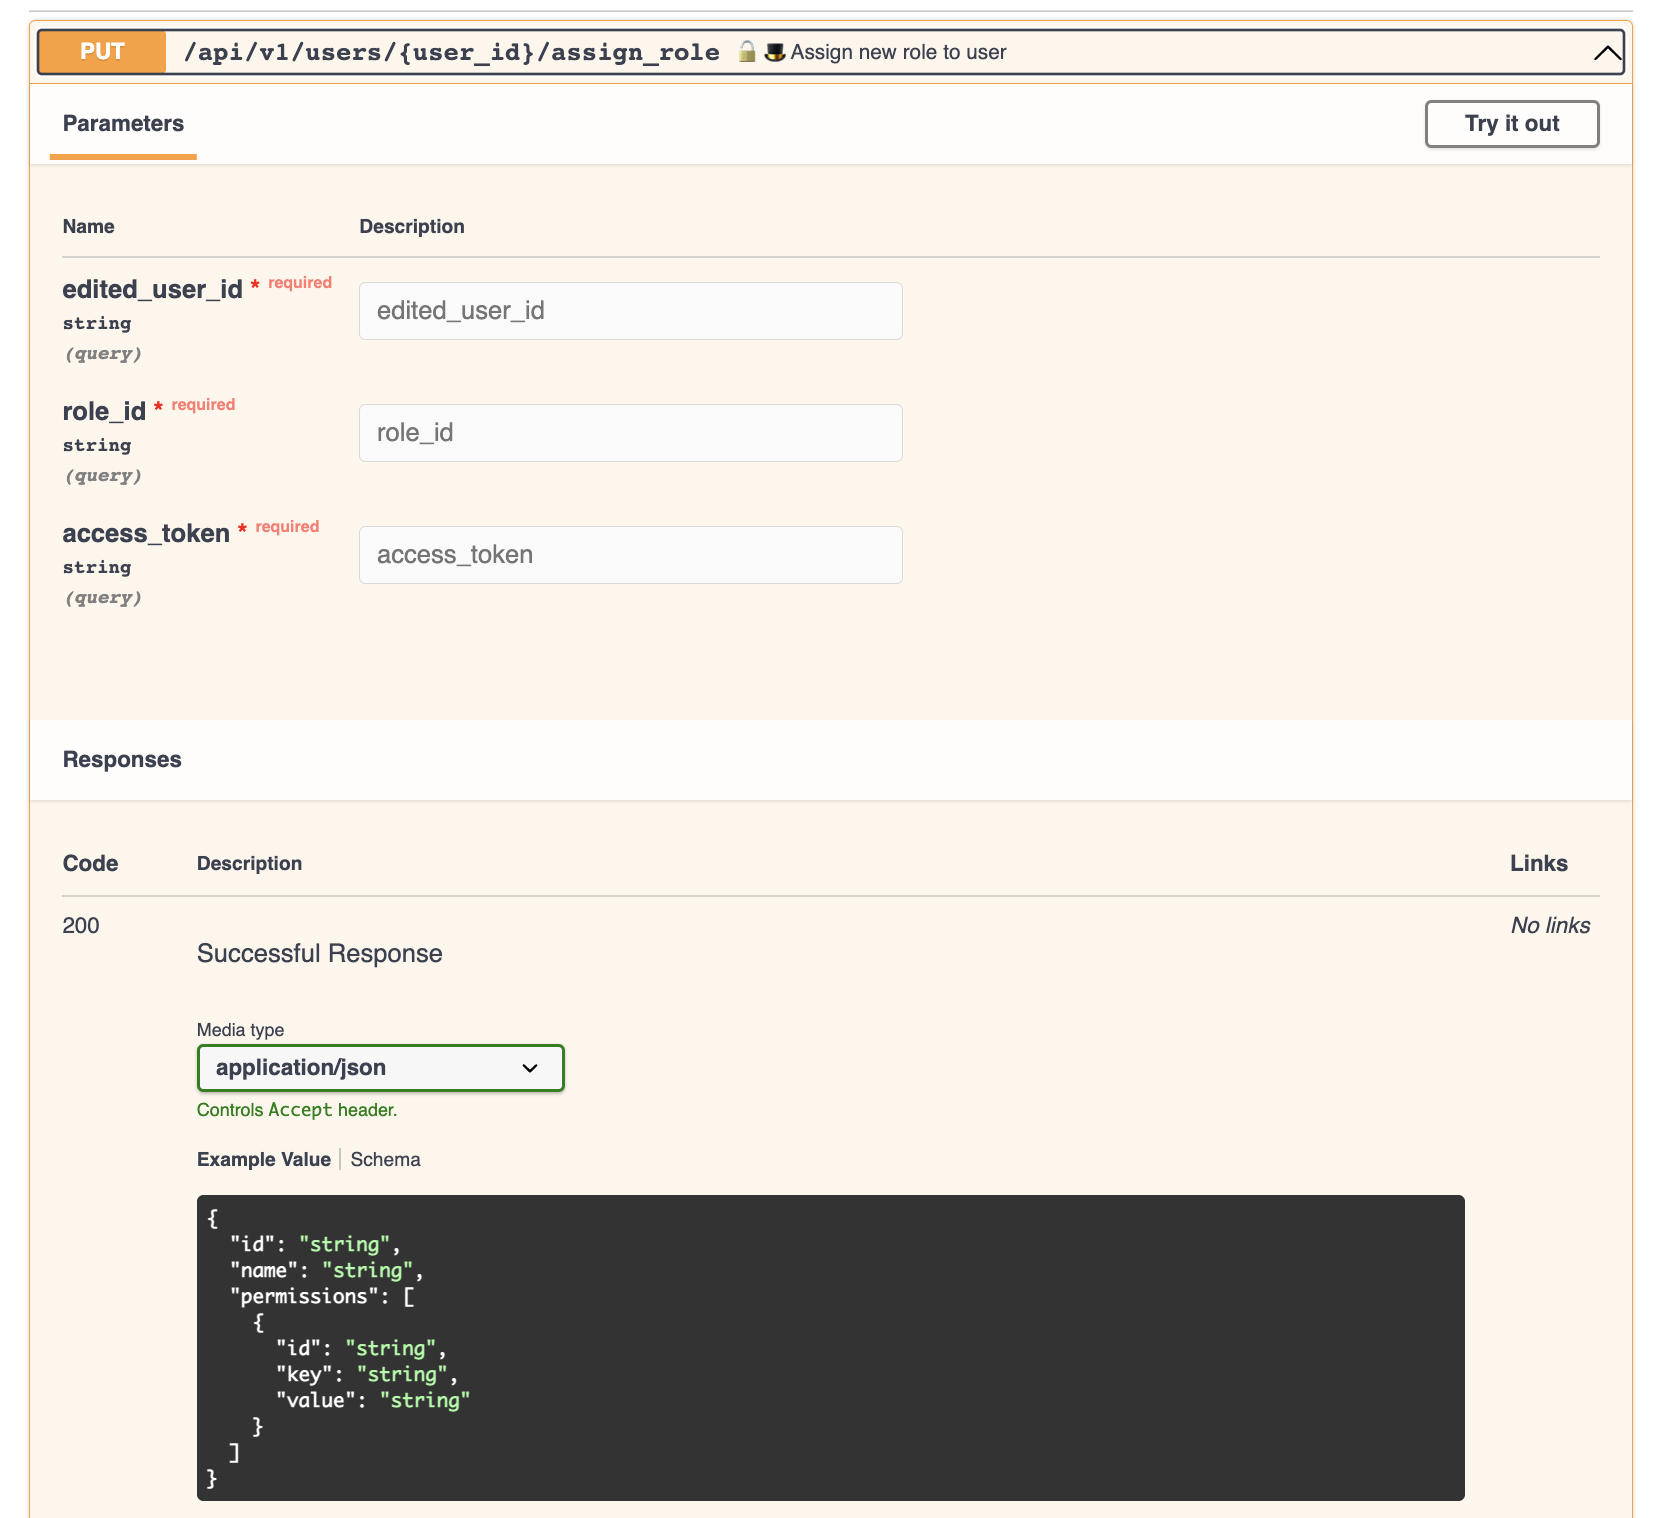 PUT /api/v1/users/{user_id}/assign_role 🔒 🎩 Assign new role to user
Parameters
Try it out
Name Description
edited_user_id * required
string
(query)
edited_user_id
role_id * required
string
(query)
role_id
access_token * required
string
(query)
access_token
Responses
Code Description Links
200 No links
Successful Response
Media type
application/json
Controls Accept header.
Example Value Schema
{
  "id": "string",
  "name": "string",
  "permissions": [
    {
      "id": "string",
      "key": "string",
      "value": "string"
    }
  ]
}